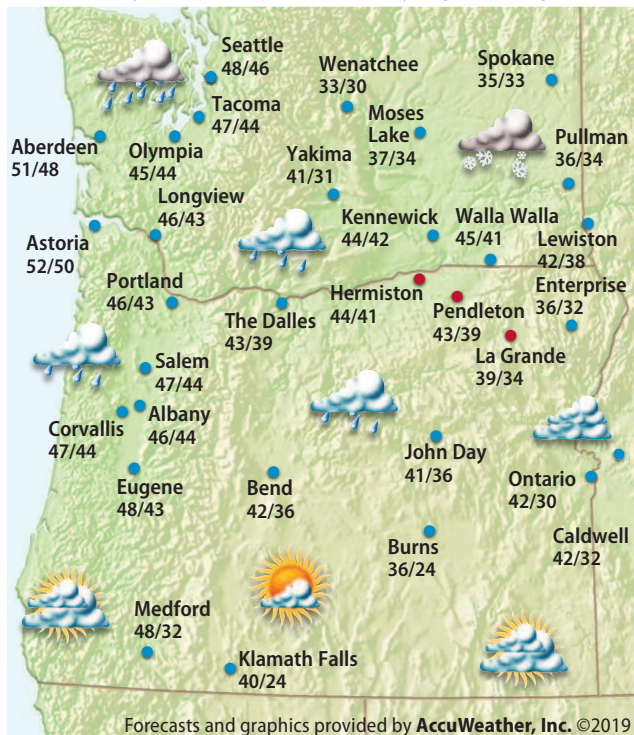 Seattle
48/46
Wenatchee
33/30
Spokane
35/33
Tacoma
47/44
Moses
Lake
37/34
Pullman
36/34
Aberdeen
51/48
Olympia
45/44
Yakima
41/31
Longview
46/43
Kennewick
44/42
Walla Walla
45/41
Lewiston
42/38
Astoria
52/50
Portland
46/43
The Dalles
43/39
Hermiston
44/41
Pendleton
43/39
Enterprise
36/32
La Grande
39/34
Salem
47/44
Albany
46/44
Corvallis
47/44
John Day
41/36
Ontario
42/30
Eugene
48/43
Bend
42/36
Caldwell
42/32
Burns
36/24
Medford
48/32
Klamath Falls
40/24
Forecasts and graphics provided by AccuWeather, Inc. ©2019